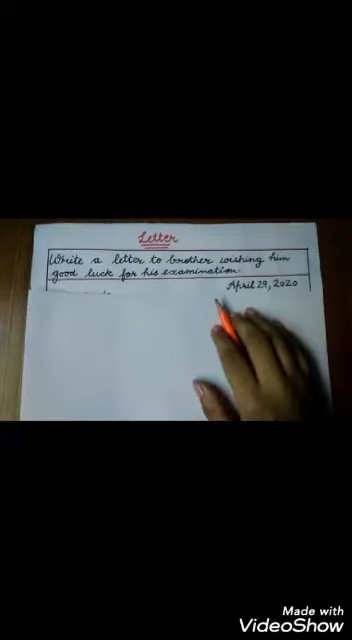 Letter
Write a letter to brother wishing him
good luck for his examination.
April 29, 2020
Made with
VideoShow